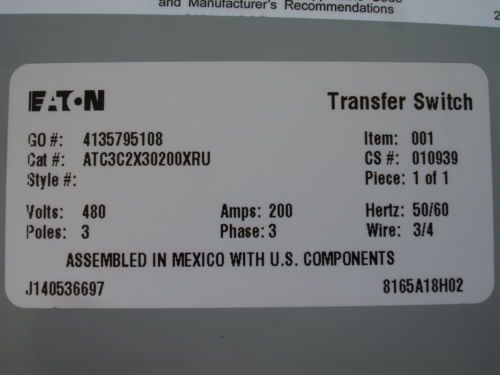 and Manufacturer's Recommendations
EATON Transfer Switch
GO #: 4135795108 Item: 001
Cat #: ATC3C2X30200XRU CS #: 010939
Style #: Piece: 1 of 1
Volts: 480 Amps: 200 Hertz: 50/60
Poles: 3 Phase: 3 Wire: 3/4
ASSEMBLED IN MEXICO WITH U.S. COMPONENTS
J140536697 8165A18H02